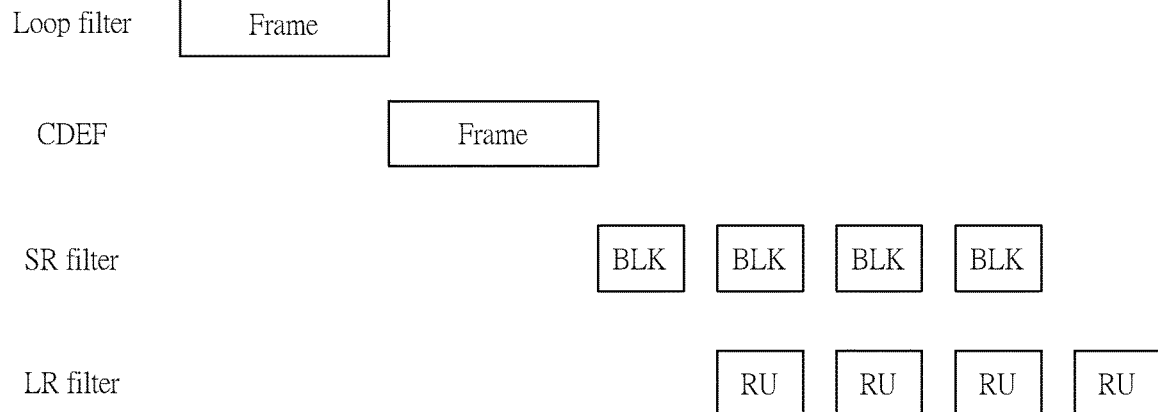 Loop filter Frame
CDEF Frame
SR filter BLK BLK BLK BLK
LR filter RU RU RU RU